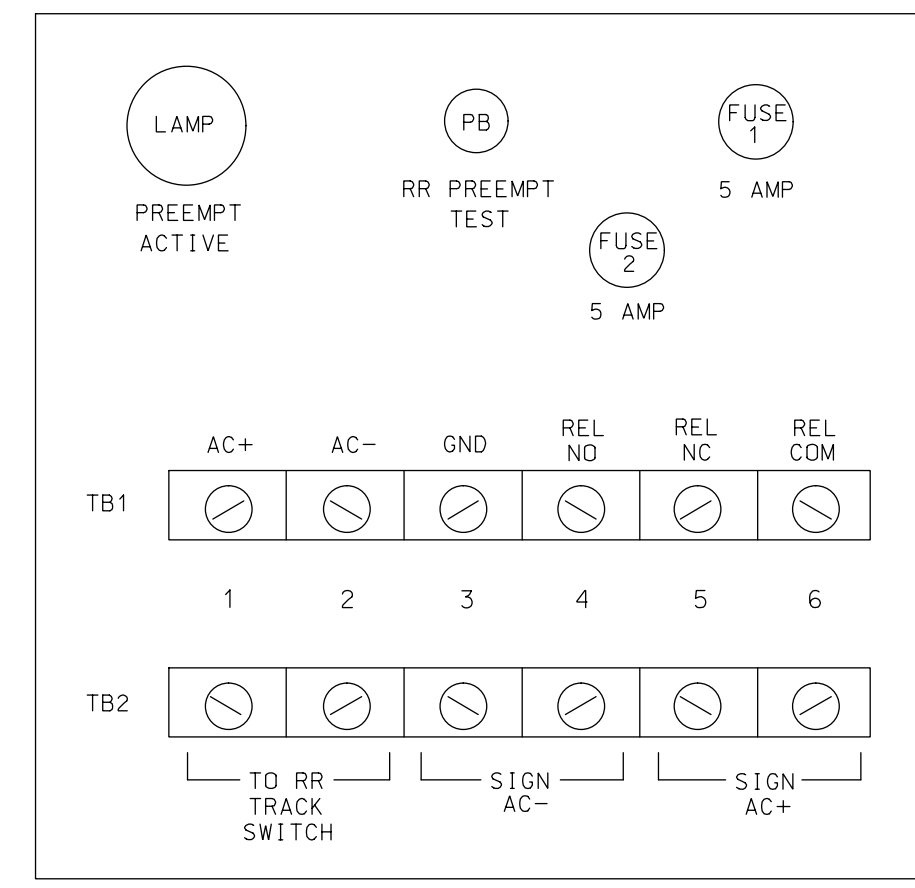 LAMP
PREEMPT
ACTIVE
PB
RR PREEMPT
TEST
FUSE
1
5 AMP
FUSE
2
5 AMP
AC+
AC-
GND
REL
NO
REL
NC
REL
COM
TB1
1 2 3 4 5 6
TB2
TO RR
TRACK
SWITCH
SIGN
AC-
SIGN
AC+